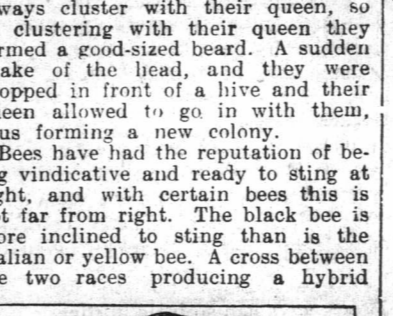 ways cluster with their queen, so
clustering with their queen they
rmed a good-sized beard. A sudden
ake of the head, and they were
opped in front of a hive and their
ueen allowed to go in with them,
us forming a new colony.
Bees have had the reputation of be-
g vindicative and ready to sting at
ght, and with certain bees this is
t far from right. The black bee is
ore inclined to sting than is the
alian or yellow bee. A cross between
e two races producing a hybrid